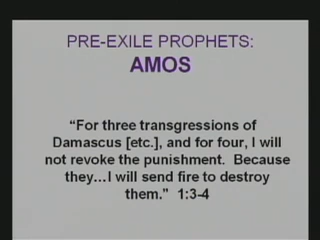 PRE-EXILE PROPHETS:
AMOS
“For three transgressions of
Damascus [etc.], and for four, I will
not revoke the punishment.  Because
they…I will send fire to destroy
them."  1:3-4